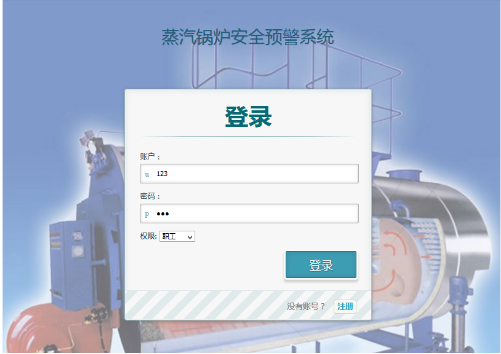 蒸汽锅炉安全预警系统
登录
账户：
u 123
密码：
p ●●●
权限: 职工
登录
没有账号？ 注册